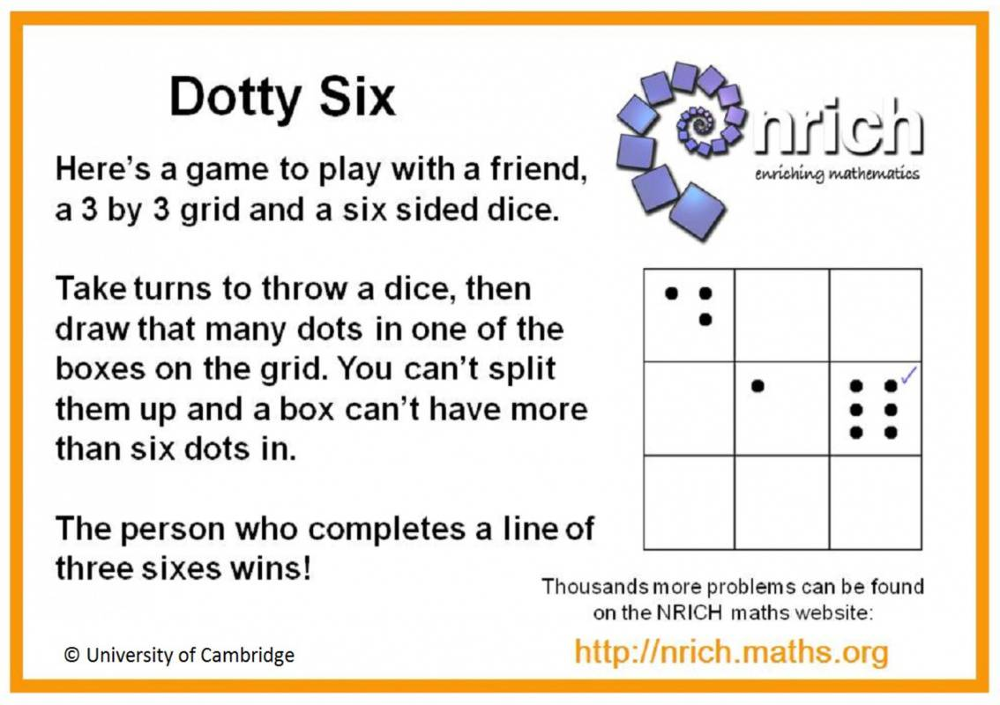 Dotty Six
nrich
enriching mathematics
Here's a game to play with a friend,
a 3 by 3 grid and a six sided dice.
Take turns to throw a dice, then
draw that many dots in one of the
boxes on the grid. You can't split
them up and a box can't have more
than six dots in.
The person who completes a line of
three sixes wins!
Thousands more problems can be found
on the NRICH maths website:
http://nrich.maths.org
© University of Cambridge